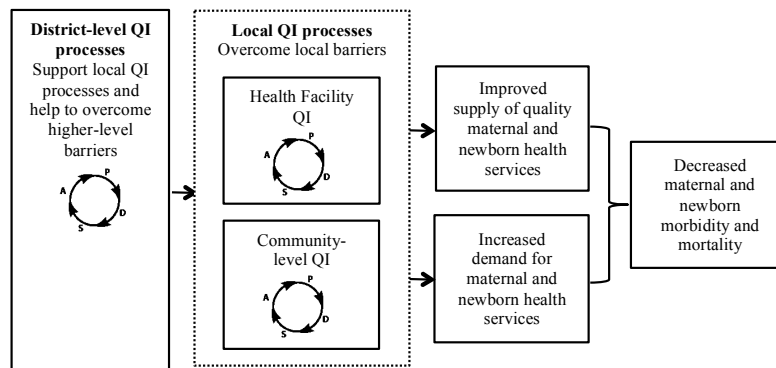 District-level QI
processes
Support local QI
processes and
help to overcome
higher-level
barriers
P
A
D
S
Local QI processes
Overcome local barriers
Health Facility
QI
P
A
D
S
Community-
level QI
P
A
D
S
Improved
supply of quality
maternal and
newborn health
services
Increased
demand for
maternal and
newborn health
services
Decreased
maternal and
newborn
morbidity and
mortality